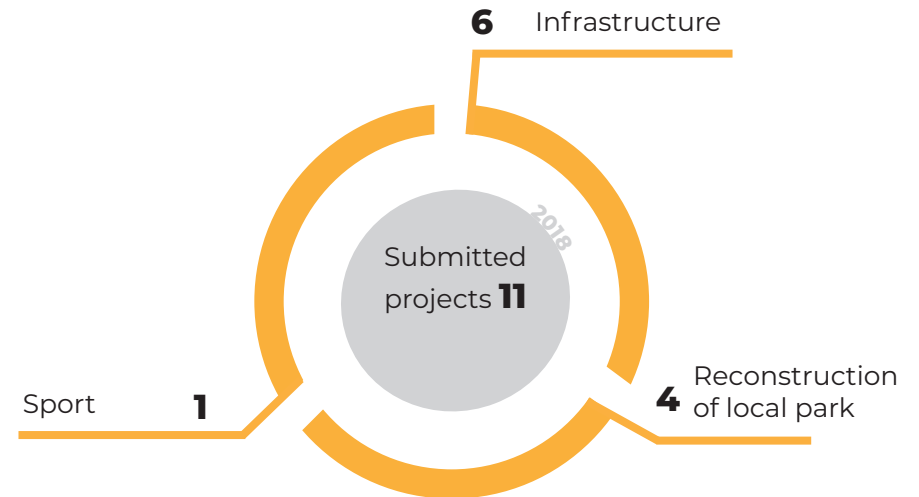 6 Infrastructure
2018
Submitted
projects 11
Sport 1
4 Reconstruction
of local park